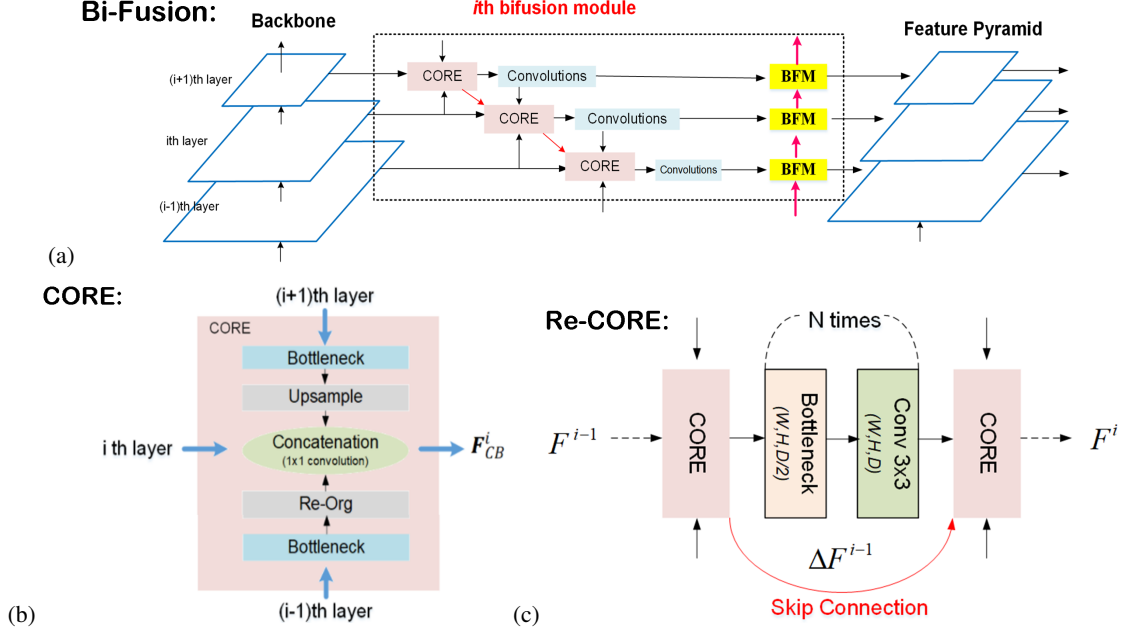 Bi-Fusion:
Backbone
ith bifusion module
Feature Pyramid
(i+1)th layer
CORE
Convolutions
BFM
ith layer
CORE
Convolutions
BFM
(i-1)th layer
CORE
Convolutions
BFM
(a)
CORE:
(i+1)th layer
CORE
Bottleneck
Upsample
i th layer
Concatenation
(1x1 convolution)
F^i_CB
Re-Org
Bottleneck
(i-1)th layer
(b)
Re-CORE:
N times
F^{i-1}
CORE
Bottleneck
(W,H,D/2)
Conv 3x3
(W,H,D)
CORE
F^i
ΔF^{i-1}
Skip Connection
(c)